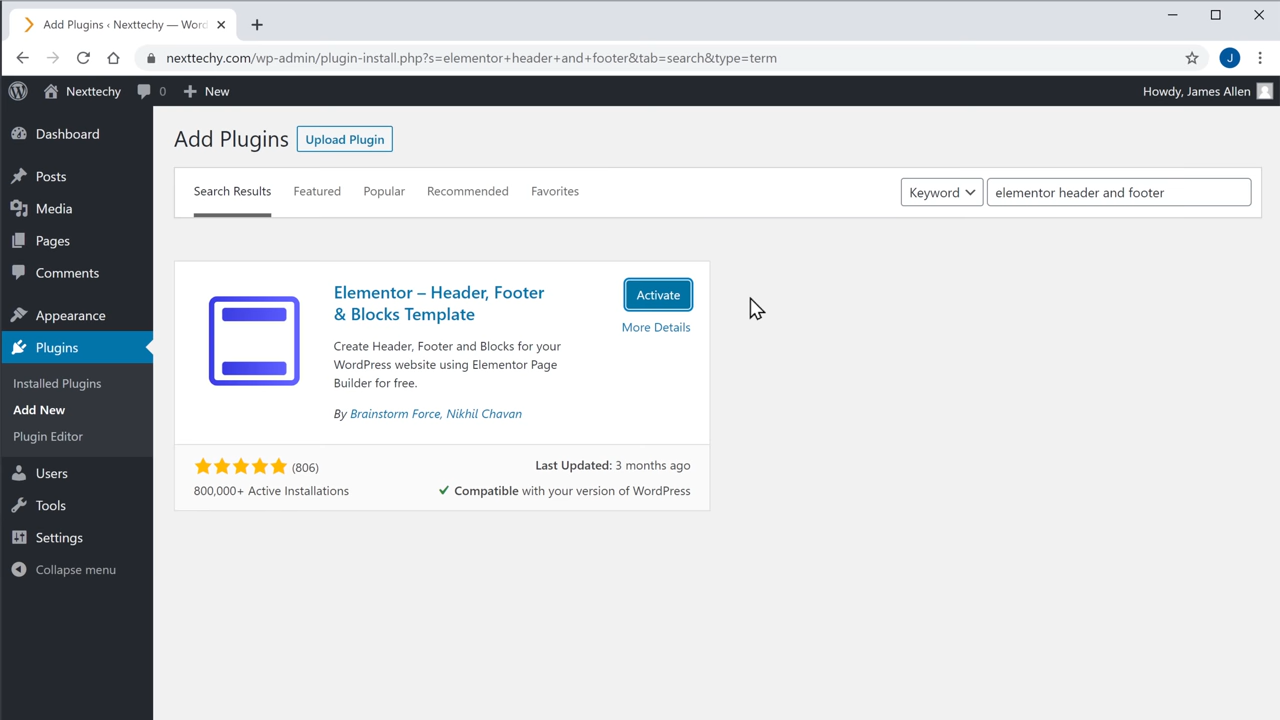 Add Plugins ‹ Nexttechy — Word
nexttechy.com/wp-admin/plugin-install.php?s=elementor+header+and+footer&tab=search&type=term
J
Nexttechy 0 New
Howdy, James Allen
Dashboard
Posts
Media
Pages
Comments
Appearance
Plugins
Installed Plugins
Add New
Plugin Editor
Users
Tools
Settings
Collapse menu
Add Plugins Upload Plugin
Search Results Featured Popular Recommended Favorites
Keyword elementor header and footer
Elementor – Header, Footer
& Blocks Template
Activate
More Details
Create Header, Footer and Blocks for your
WordPress website using Elementor Page
Builder for free.
By Brainstorm Force, Nikhil Chavan
(806)
800,000+ Active Installations
Last Updated: 3 months ago
Compatible with your version of WordPress